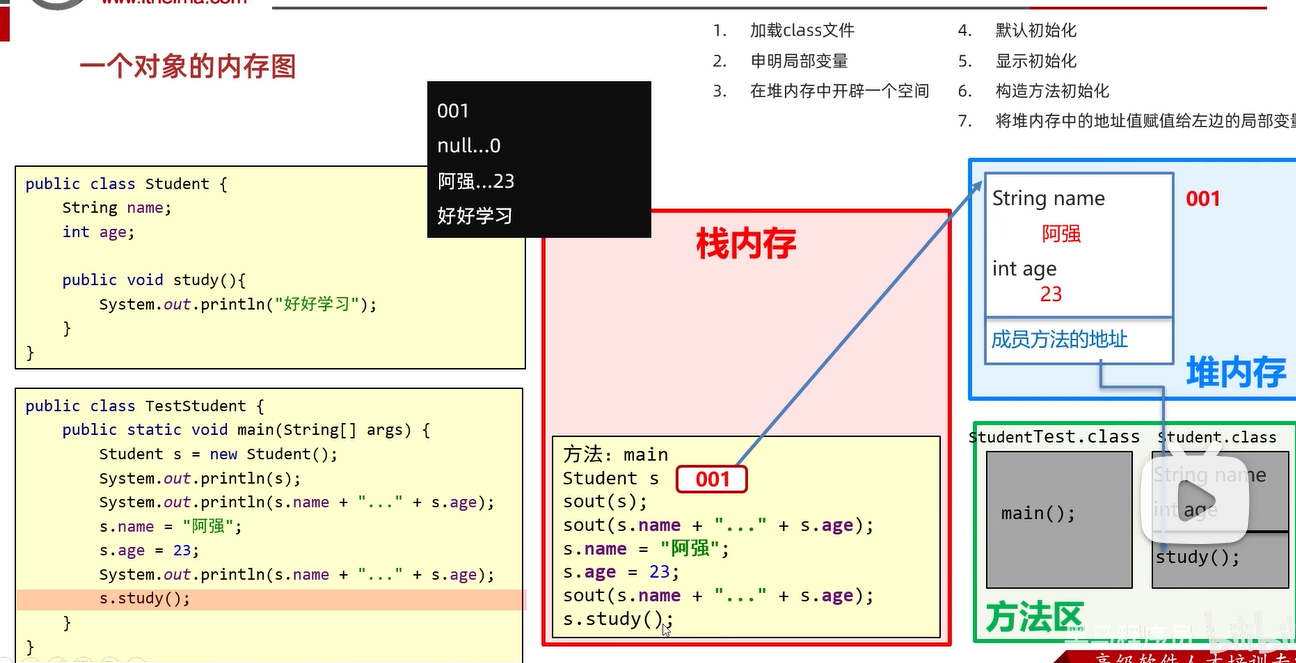 www.itheima.com
一个对象的内存图
1. 加载class文件
2. 申明局部变量
3. 在堆内存中开辟一个空间
4. 默认初始化
5. 显示初始化
6. 构造方法初始化
7. 将堆内存中的地址值赋值给左边的局部变量
001
null...0
阿强...23
好好学习
public class Student {
String name;
int age;
public void study(){
System.out.println("好好学习");
}
}
public class TestStudent {
public static void main(String[] args) {
Student s = new Student();
System.out.println(s);
System.out.println(s.name + "..." + s.age);
s.name = "阿强";
s.age = 23;
System.out.println(s.name + "..." + s.age);
s.study();
}
}
栈内存
方法：main
Student s 001
sout(s);
sout(s.name + "..." + s.age);
s.name = "阿强";
s.age = 23;
sout(s.name + "..." + s.age);
s.study();
String name
阿强
int age
23
成员方法的地址
001
堆内存
StudentTest.class
main();
Student.class
String name
int age
study();
方法区
黑马程序员
bilibili